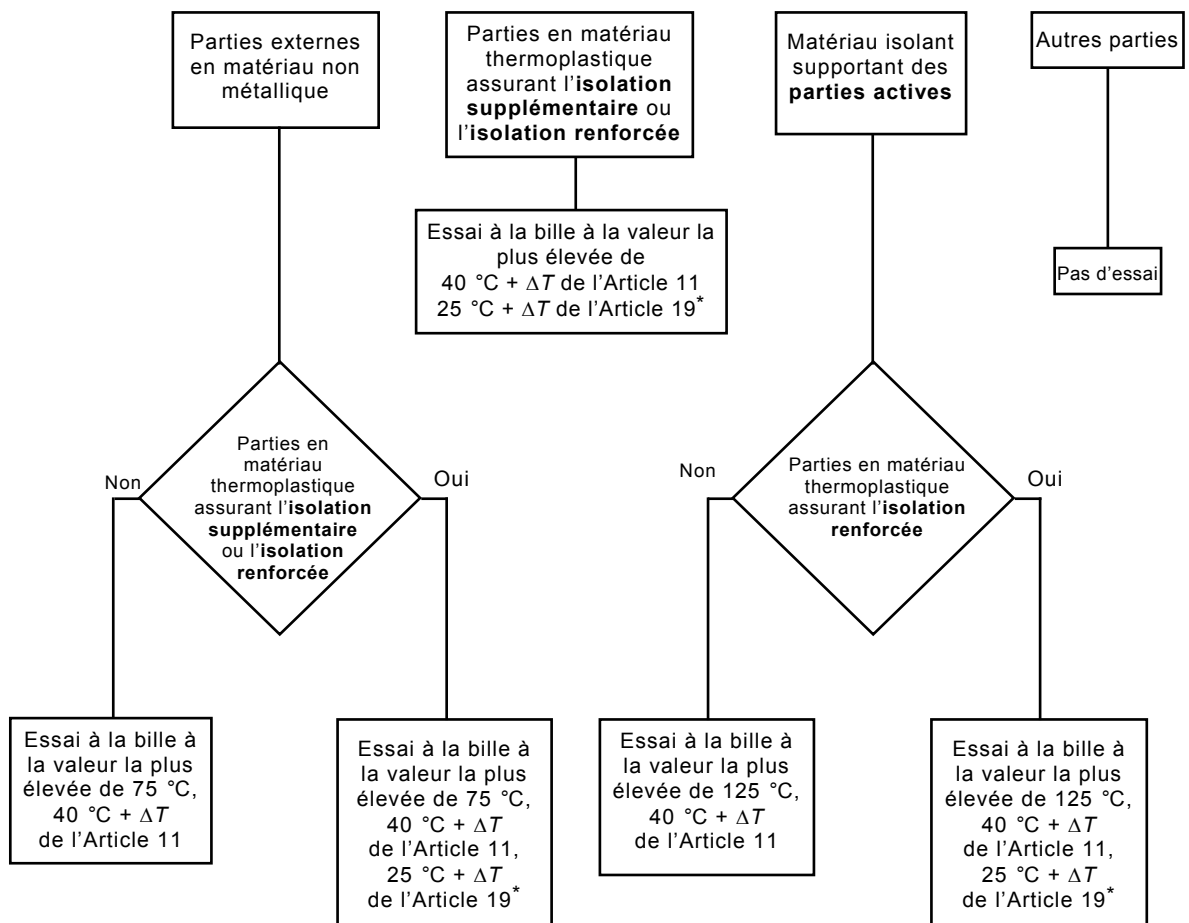 Parties externes
en matériau non
métallique
Parties en matériau
thermoplastique
assurant l’isolation
supplémentaire ou
l’isolation renforcée
Matériau isolant
supportant des
parties actives
Autres parties
Essai à la bille à la valeur la
plus élevée de
40 °C + ΔT de l’Article 11
25 °C + ΔT de l’Article 19*
Pas d’essai
Non
Parties en
matériau
thermoplastique
assurant l’isolation
supplémentaire
ou l’isolation
renforcée
Oui
Non
Parties en matériau
thermoplastique
assurant l’isolation
renforcée
Oui
Essai à la bille à
la valeur la plus
élevée de 75 °C,
40 °C + ΔT
de l’Article 11
Essai à la bille à
la valeur la plus
élevée de 75 °C,
40 °C + ΔT
de l’Article 11,
25 °C + ΔT
de l’Article 19*
Essai à la bille à
la valeur la plus
élevée de 125 °C,
40 °C + ΔT
de l’Article 11
Essai à la bille à
la valeur la plus
élevée de 125 °C,
40 °C + ΔT
de l’Article 11,
25 °C + ΔT
de l’Article 19*